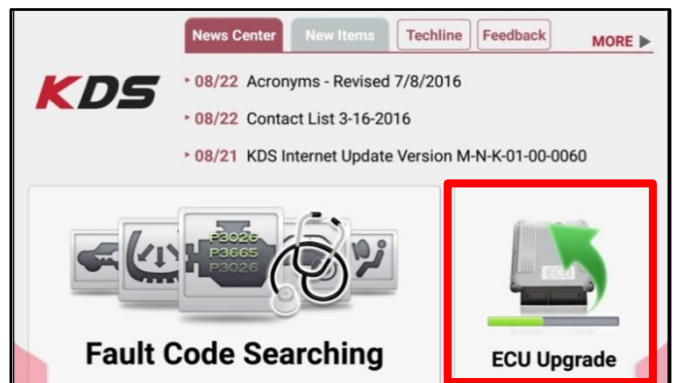 News Center New Items Techline Feedback MORE ▶
KDS
‣ 08/22 Acronyms - Revised 7/8/2016
‣ 08/22 Contact List 3-16-2016
‣ 08/21 KDS Internet Update Version M-N-K-01-00-0060
P3026
P3665
P3026
ECU
Fault Code Searching
ECU Upgrade